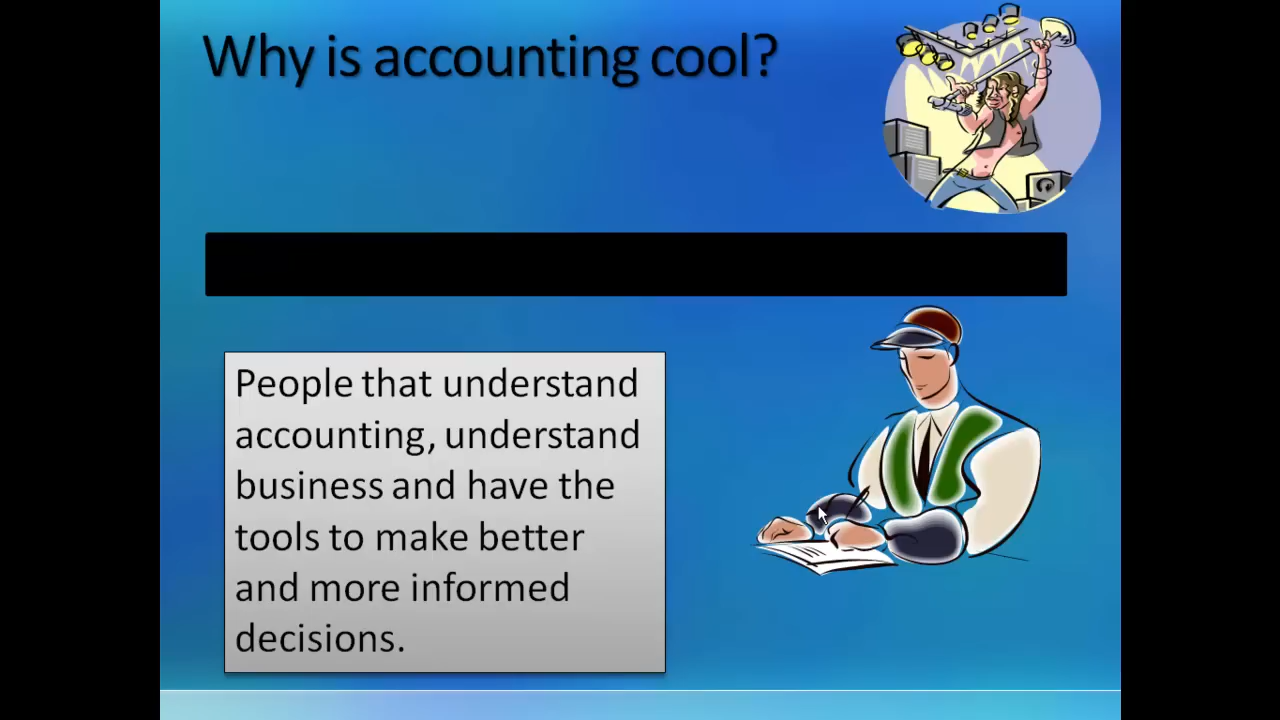 Why is accounting cool?
People that understand
accounting, understand
business and have the
tools to make better
and more informed
decisions.